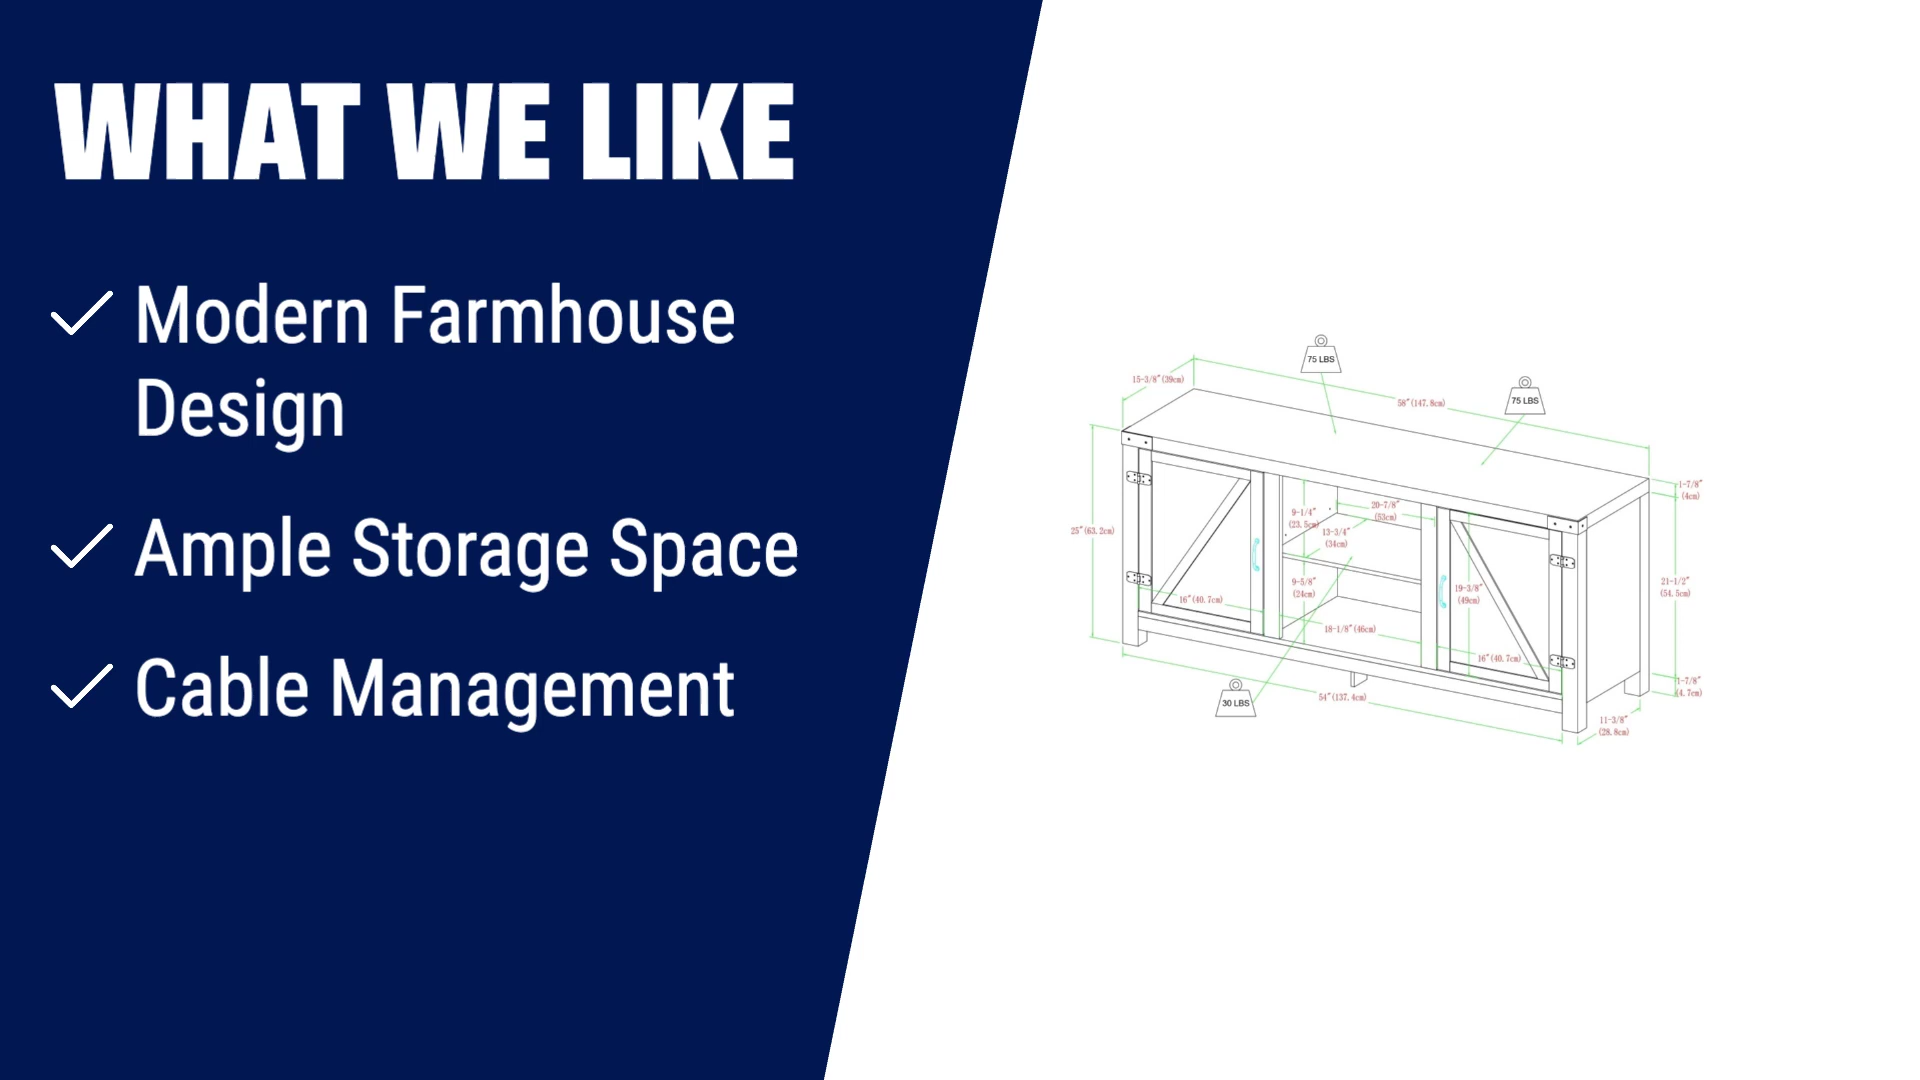 WHAT WE LIKE
Modern Farmhouse
Design
Ample Storage Space
Cable Management
75 LBS
15-3/8"(39cm)
58"(147.8cm)
75 LBS
1-7/8"
(4cm)
9-1/4"
(23.5cm)
20-7/8"
(53cm)
13-3/4"
(34cm)
25"(63.2cm)
9-5/8"
(24cm)
19-3/8"
(49cm)
21-1/2"
(54.5cm)
16"(40.7cm)
18-1/8"(46cm)
16"(40.7cm)
1-7/8"
(4.7cm)
54"(137.4cm)
30 LBS
11-3/8"
(28.8cm)